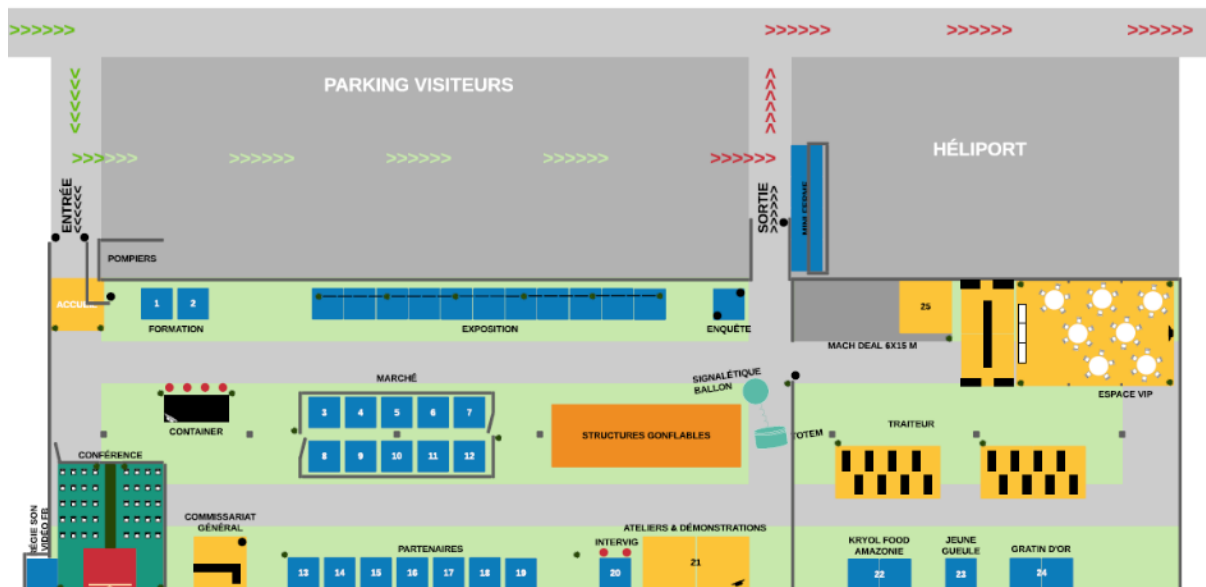 >>>>>> >>>>>> >>>>>> >>>>>>
PARKING VISITEURS
HÉLIPORT
>>>>>> >>>>>> >>>>>> >>>>>> >>>>>>
ENTRÉE
<<<<<<
SORTIE
>>>>>>
POMPIERS
1 2
25
FORMATION
EXPOSITION
ENQUÊTE
MACH DEAL 6X15 M
ESPACE VIP
MARCHÉ
SIGNALÉTIQUE
BALLON
3 4 5 6 7
CONTAINER
STRUCTURES GONFLABLES
TOTEM
TRAITEUR
8 9 10 11 12
CONFÉRENCE
COMMISSARIAT
GÉNÉRAL
PARTENAIRES
ATELIERS & DÉMONSTRATIONS
INTERVIG
KRYOL FOOD
AMAZONIE
JEUNE
GUEULE
GRATIN D'OR
13 14 15 16 17 18 19 20 21 22 23 24